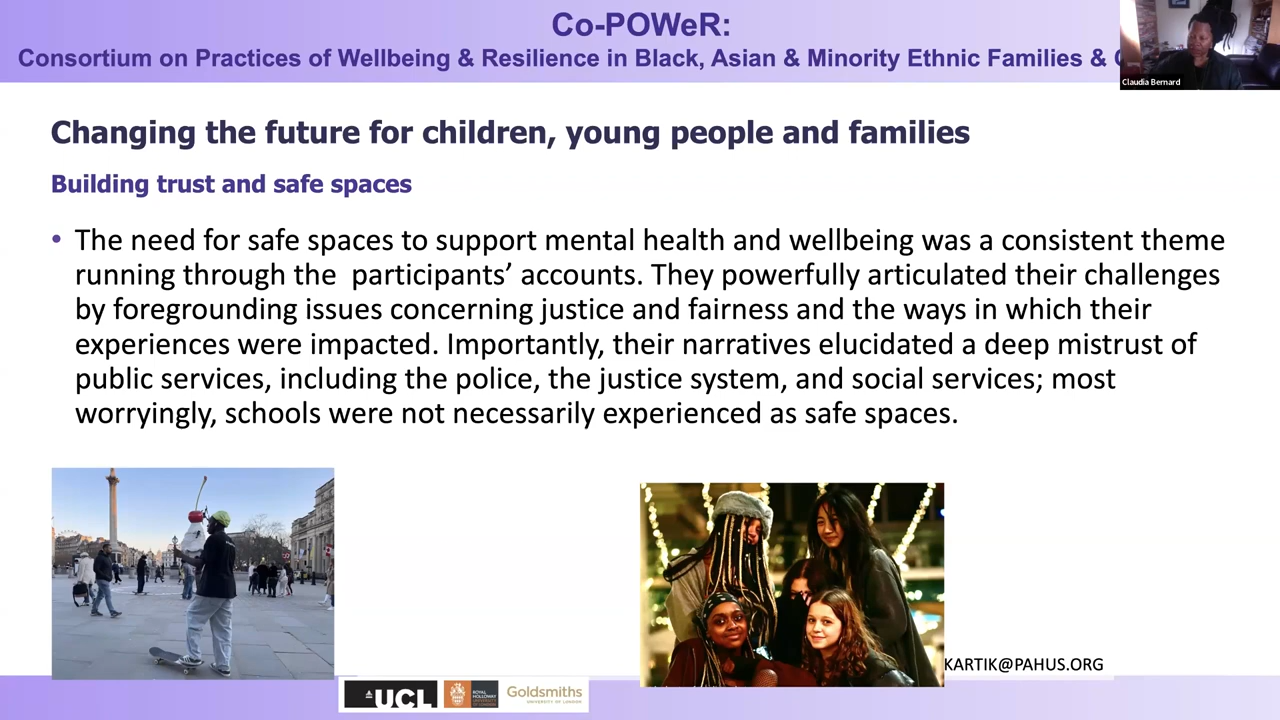 Co-POWeR:
Consortium on Practices of Wellbeing & Resilience in Black, Asian & Minority Ethnic Families &
Claudia Bernard
Changing the future for children, young people and families
Building trust and safe spaces
• The need for safe spaces to support mental health and wellbeing was a consistent theme
running through the participants’ accounts. They powerfully articulated their challenges
by foregrounding issues concerning justice and fairness and the ways in which their
experiences were impacted. Importantly, their narratives elucidated a deep mistrust of
public services, including the police, the justice system, and social services; most
worryingly, schools were not necessarily experienced as safe spaces.
KARTIK@PAHUS.ORG
UCL
ROYAL
HOLLOWAY
UNIVERSITY
OF LONDON
Goldsmiths
UNIVERSITY OF LONDON